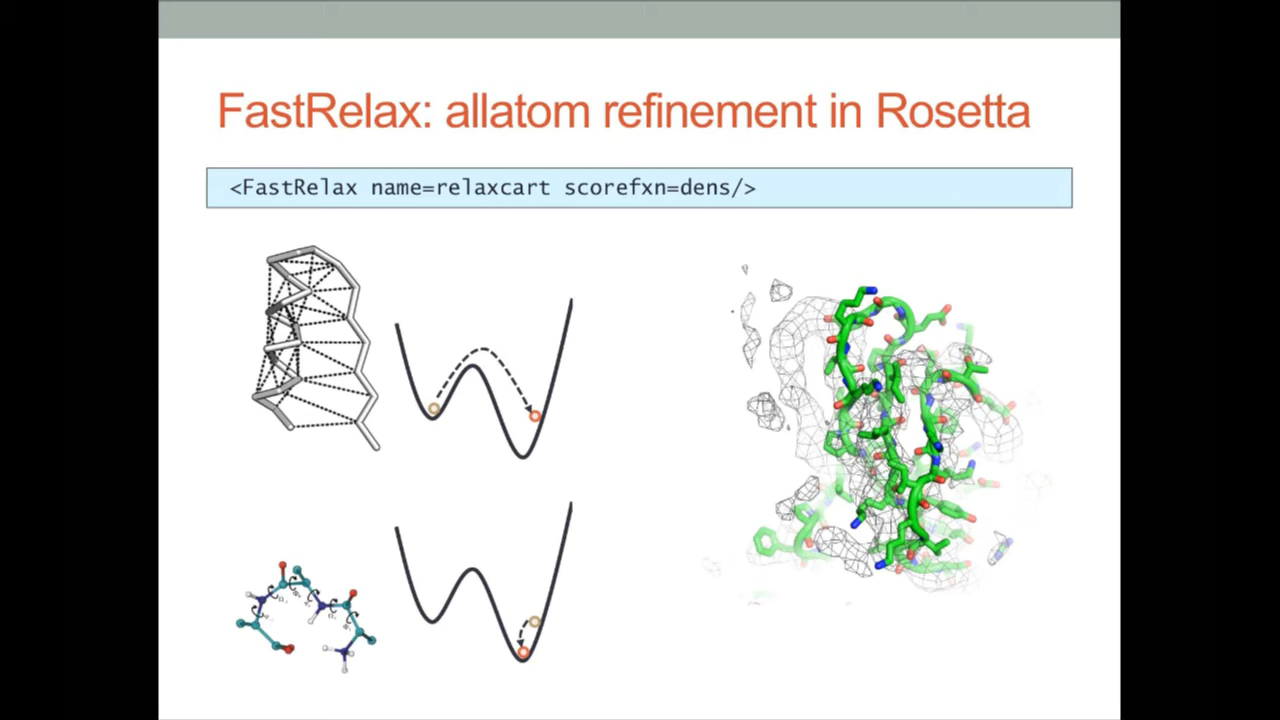 FastRelax: allatom refinement in Rosetta
<FastRelax name=relaxcart scorefxn=dens/>